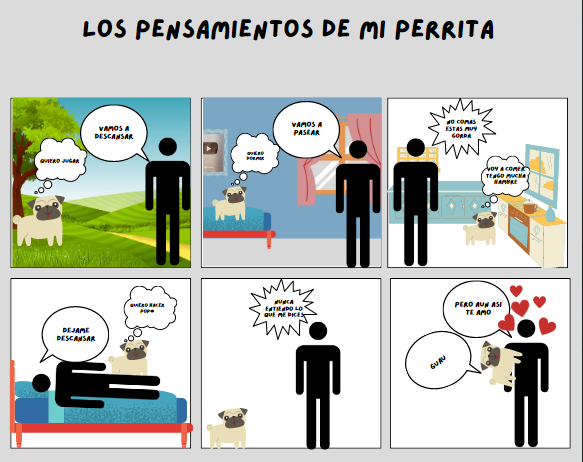 LOS PENSAMIENTOS DE MI PERRITA
VAMOS A
DESCANSAR
QUIERO JUGAR
VAMOS A
PASEAR
QUIERO
DORMIR
NO COMAS
ESTAS MUY
GORDA
VOY A COMER
TENGO MUCHA
HAMBRE
QUIERO HACER
POPO
DEJAME
DESCANSAR
NUNCA
ENTIENDO LO
QUE ME DICES
PERO AUN ASI
TE AMO
GUAU